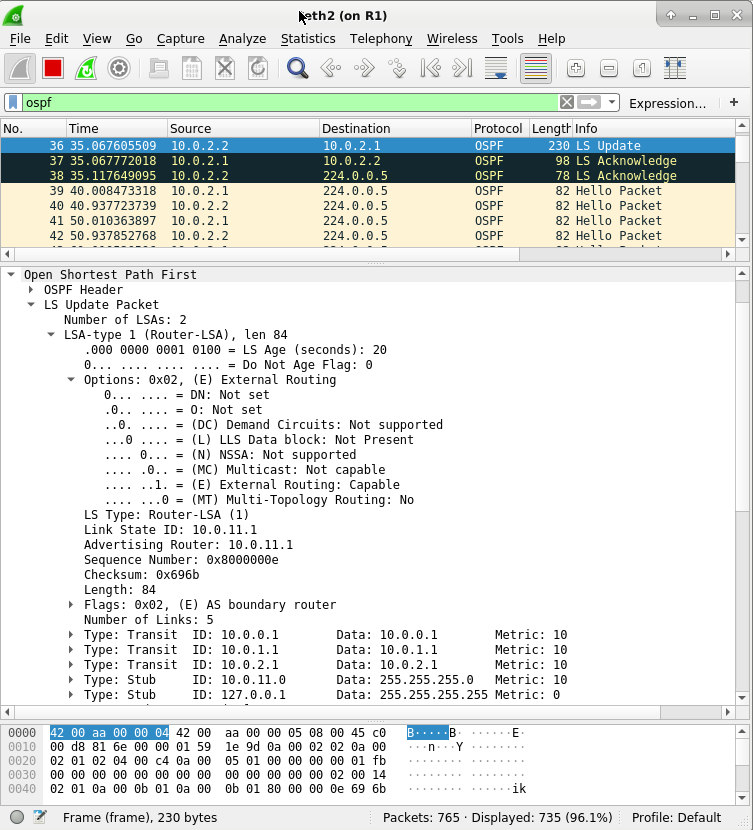 eth2 (on R1)
File Edit View Go Capture Analyze Statistics Telephony Wireless Tools Help
ospf Expression… +
No. Time Source Destination Protocol Length Info
36 35.067605509 10.0.2.2 10.0.2.1 OSPF 230 LS Update
37 35.067772018 10.0.2.1 10.0.2.2 OSPF 98 LS Acknowledge
38 35.117649095 10.0.2.2 224.0.0.5 OSPF 78 LS Acknowledge
39 40.008473318 10.0.2.1 224.0.0.5 OSPF 82 Hello Packet
40 40.937723739 10.0.2.2 224.0.0.5 OSPF 82 Hello Packet
41 50.010363897 10.0.2.1 224.0.0.5 OSPF 82 Hello Packet
42 50.937852768 10.0.2.2 224.0.0.5 OSPF 82 Hello Packet
Open Shortest Path First
OSPF Header
LS Update Packet
Number of LSAs: 2
LSA-type 1 (Router-LSA), len 84
.000 0000 0001 0100 = LS Age (seconds): 20
0... .... .... .... = Do Not Age Flag: 0
Options: 0x02, (E) External Routing
0... .... = DN: Not set
.0.. .... = O: Not set
..0. .... = (DC) Demand Circuits: Not supported
...0 .... = (L) LLS Data block: Not Present
.... 0... = (N) NSSA: Not supported
.... .0.. = (MC) Multicast: Not capable
.... ..1. = (E) External Routing: Capable
.... ...0 = (MT) Multi-Topology Routing: No
LS Type: Router-LSA (1)
Link State ID: 10.0.11.1
Advertising Router: 10.0.11.1
Sequence Number: 0x8000000e
Checksum: 0x696b
Length: 84
Flags: 0x02, (E) AS boundary router
Number of Links: 5
Type: Transit ID: 10.0.0.1 Data: 10.0.0.1 Metric: 10
Type: Transit ID: 10.0.1.1 Data: 10.0.1.1 Metric: 10
Type: Transit ID: 10.0.2.1 Data: 10.0.2.1 Metric: 10
Type: Stub ID: 10.0.11.0 Data: 255.255.255.0 Metric: 10
Type: Stub ID: 127.0.0.1 Data: 255.255.255.255 Metric: 0
0000 42 00 aa 00 00 04 42 00 aa 00 00 05 08 00 45 c0 B·····B· ······E·
0010 00 d8 81 6e 00 00 01 59 1e 9d 0a 00 02 02 0a 00 ···n···Y ········
0020 02 01 02 04 00 c4 0a 00 05 01 00 00 00 00 01 fb ········ ········
0030 00 00 00 00 00 00 00 00 00 00 00 00 02 00 14 ········ ········
0040 02 01 0a 00 0b 01 0a 00 0b 01 80 00 00 0e 69 6b ········ ······ik
Frame (frame), 230 bytes Packets: 765 · Displayed: 735 (96.1%) Profile: Default